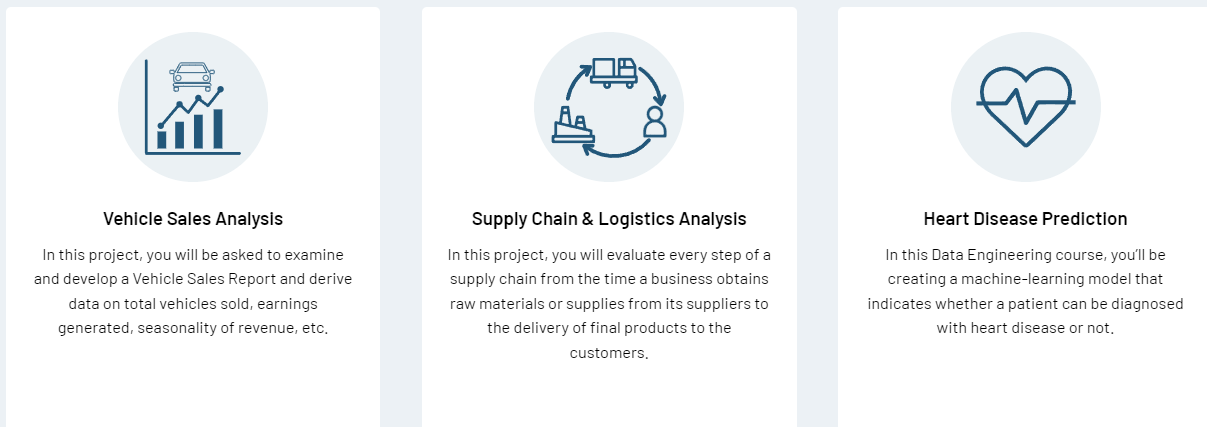 Vehicle Sales Analysis
In this project, you will be asked to examine
and develop a Vehicle Sales Report and derive
data on total vehicles sold, earnings
generated, seasonality of revenue, etc.
Supply Chain & Logistics Analysis
In this project, you will evaluate every step of a
supply chain from the time a business obtains
raw materials or supplies from its suppliers to
the delivery of final products to the
customers.
Heart Disease Prediction
In this Data Engineering course, you’ll be
creating a machine-learning model that
indicates whether a patient can be diagnosed
with heart disease or not.